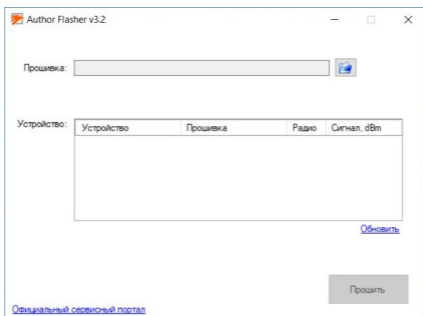 Author Flasher v3.2
Прошивка:
Устройство:
Устройство Прошивка Радио Сигнал, dBm
Обновить
Прошить
Официальный сервисный портал